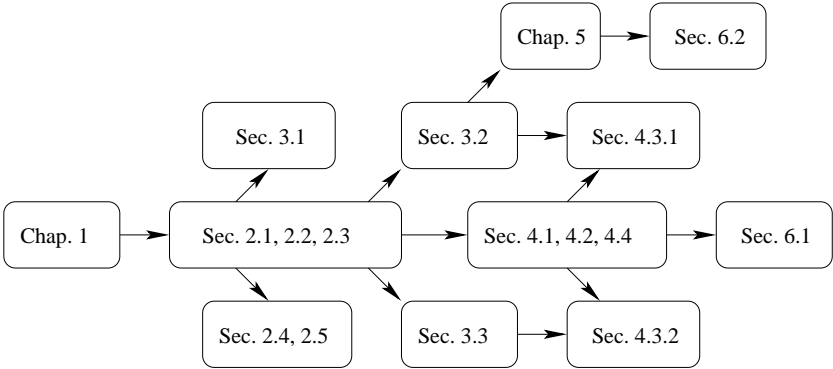 Chap. 5
Sec. 6.2
Sec. 3.1
Sec. 3.2
Sec. 4.3.1
Chap. 1
Sec. 2.1, 2.2, 2.3
Sec. 4.1, 4.2, 4.4
Sec. 6.1
Sec. 2.4, 2.5
Sec. 3.3
Sec. 4.3.2